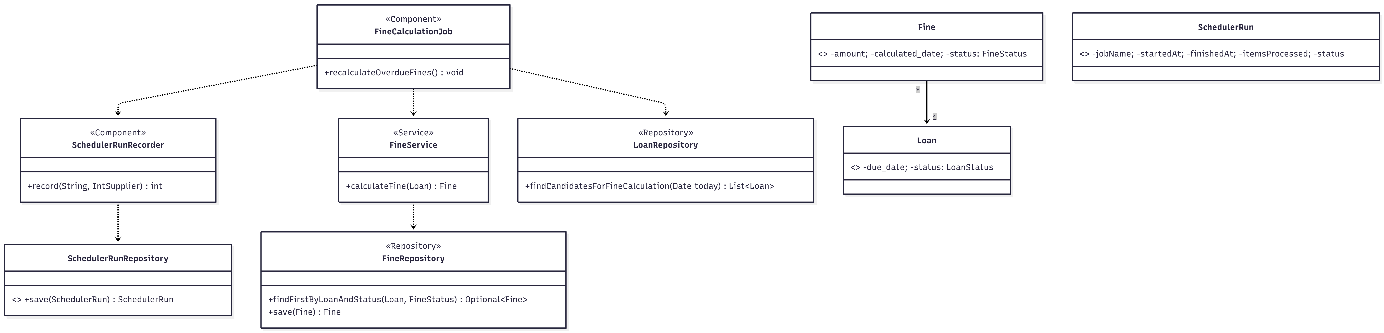 «Component»
FineCalculationJob
+recalculateOverdueFines() : void
Fine
<> -amount; -calculated_date; -status: FineStatus
SchedulerRun
<> -jobName; -startedAt; -finishedAt; -itemsProcessed; -status
«Component»
SchedulerRunRecorder
+record(String, IntSupplier) : int
«Service»
FineService
+calculateFine(Loan) : Fine
«Repository»
LoanRepository
+findCandidatesForFineCalculation(Date today) : List<Loan>
Loan
<> -due_date; -status: LoanStatus
SchedulerRunRepository
<> +save(SchedulerRun) : SchedulerRun
«Repository»
FineRepository
+findFirstByLoanAndStatus(Loan, FineStatus) : Optional<Fine>
+save(Fine) : Fine